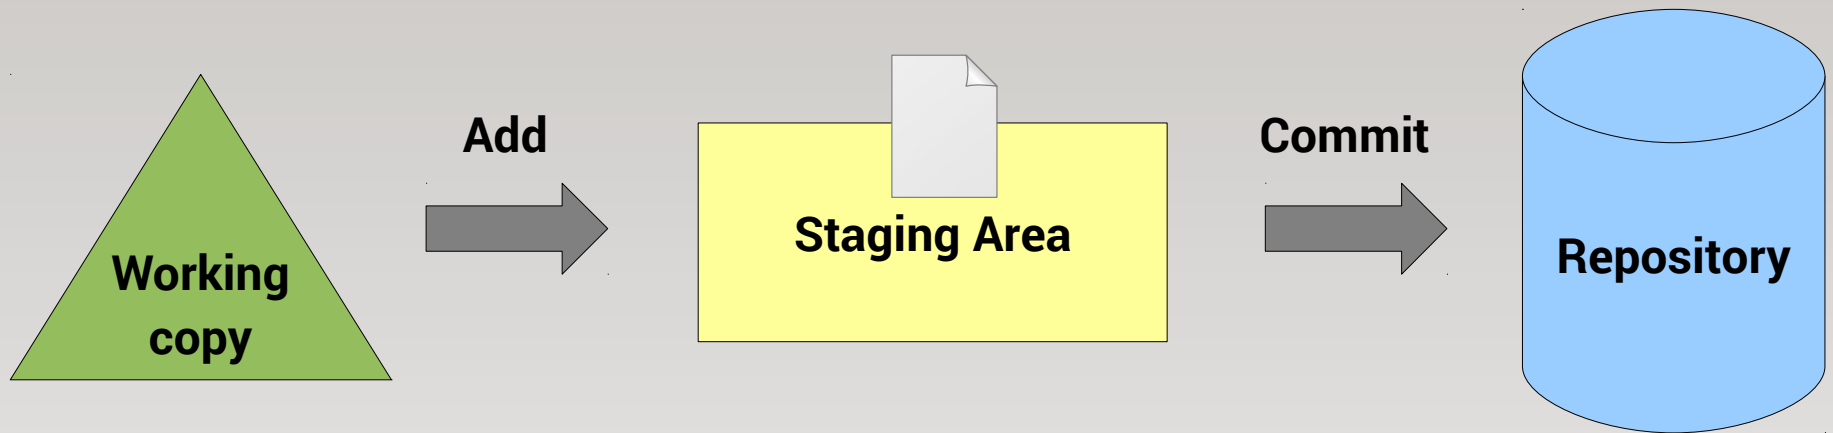 Working
copy
Add
Staging Area
Commit
Repository